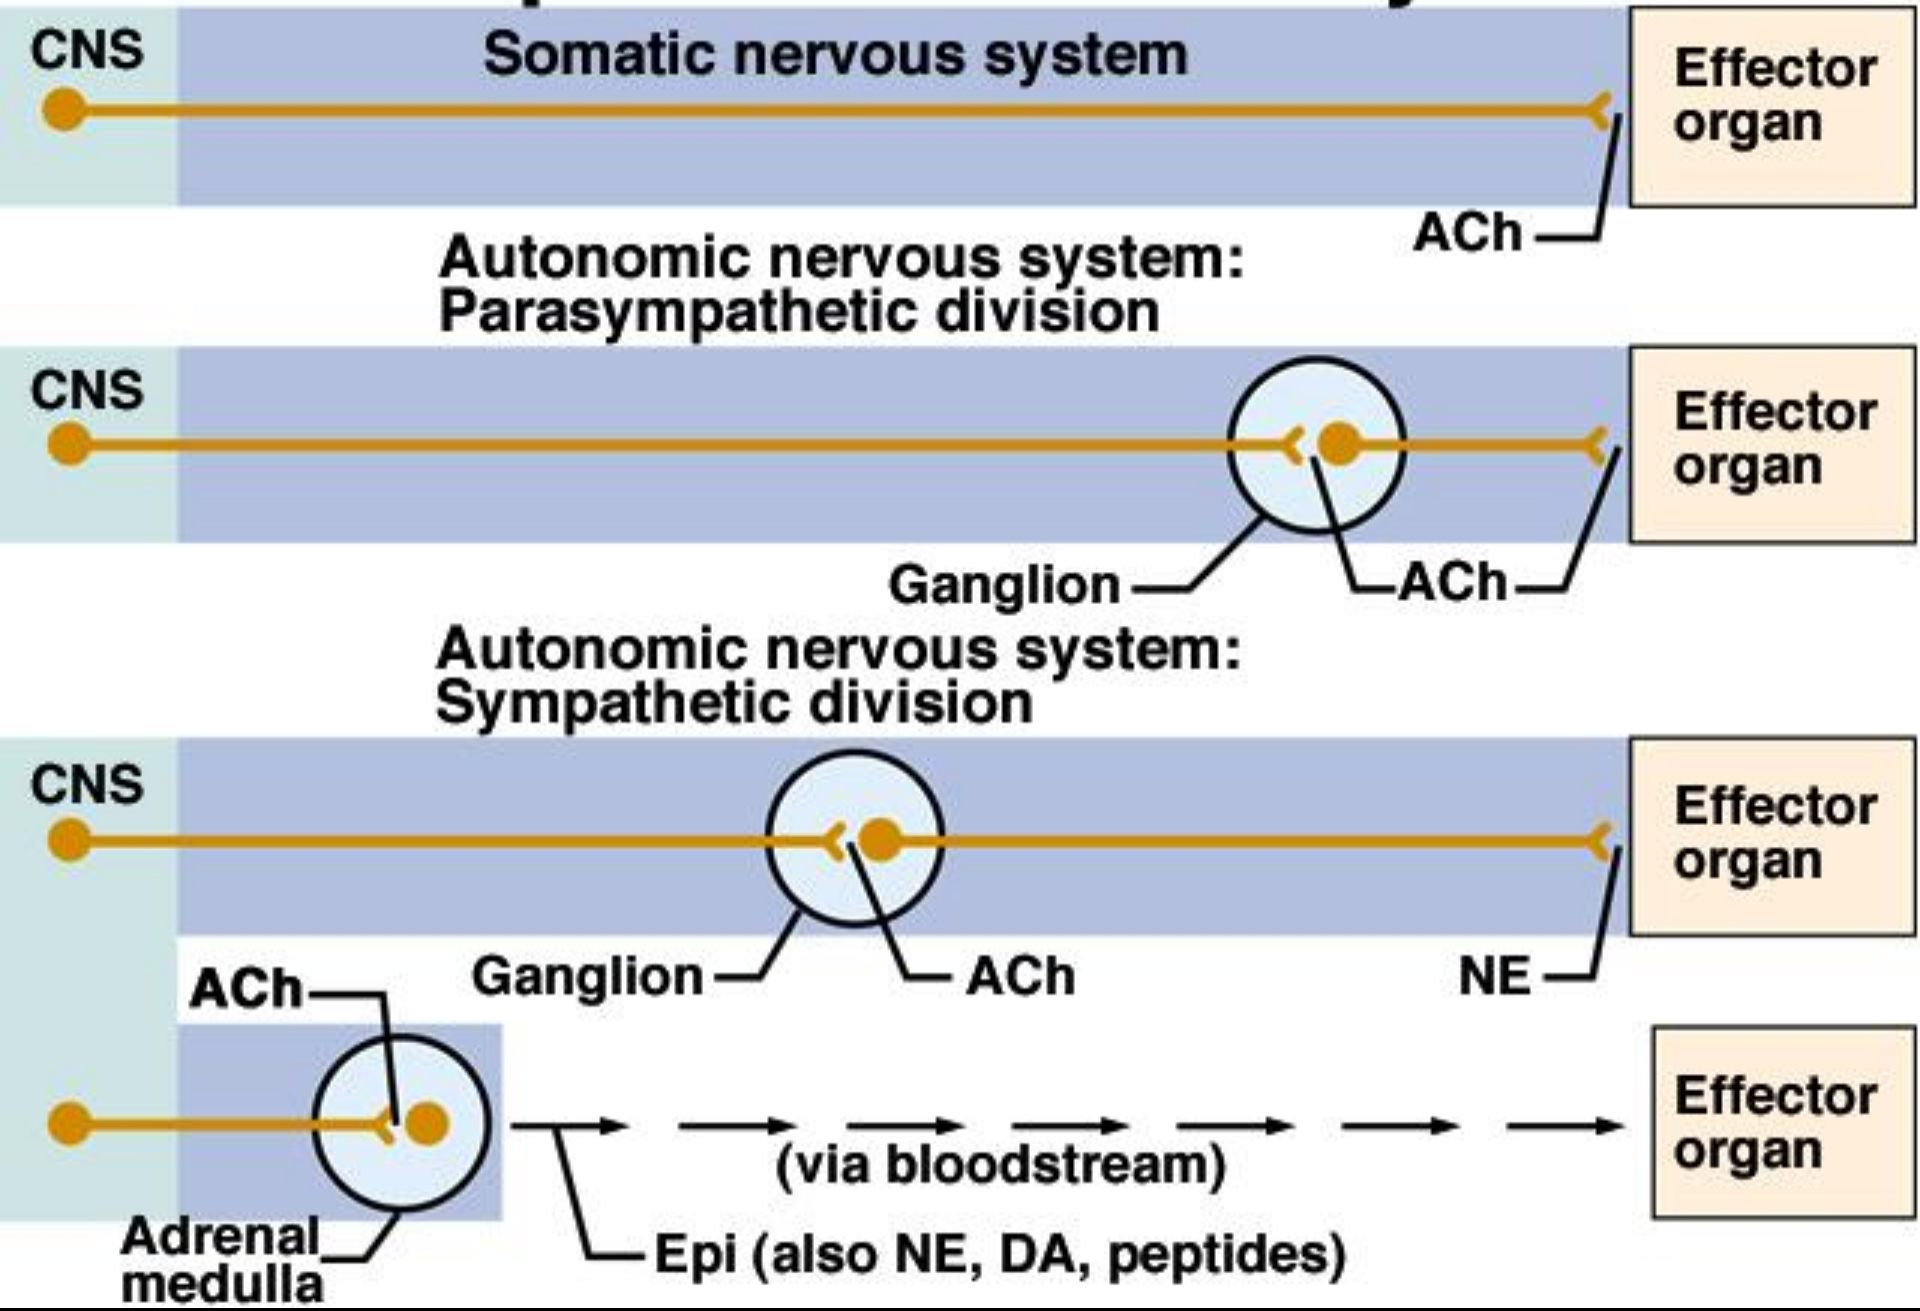 CNS
Somatic nervous system
Effector
organ
ACh
Autonomic nervous system:
Parasympathetic division
CNS
Effector
organ
Ganglion
ACh
Autonomic nervous system:
Sympathetic division
CNS
Effector
organ
ACh
Ganglion
ACh
NE
Effector
organ
(via bloodstream)
Adrenal
medulla
Epi (also NE, DA, peptides)